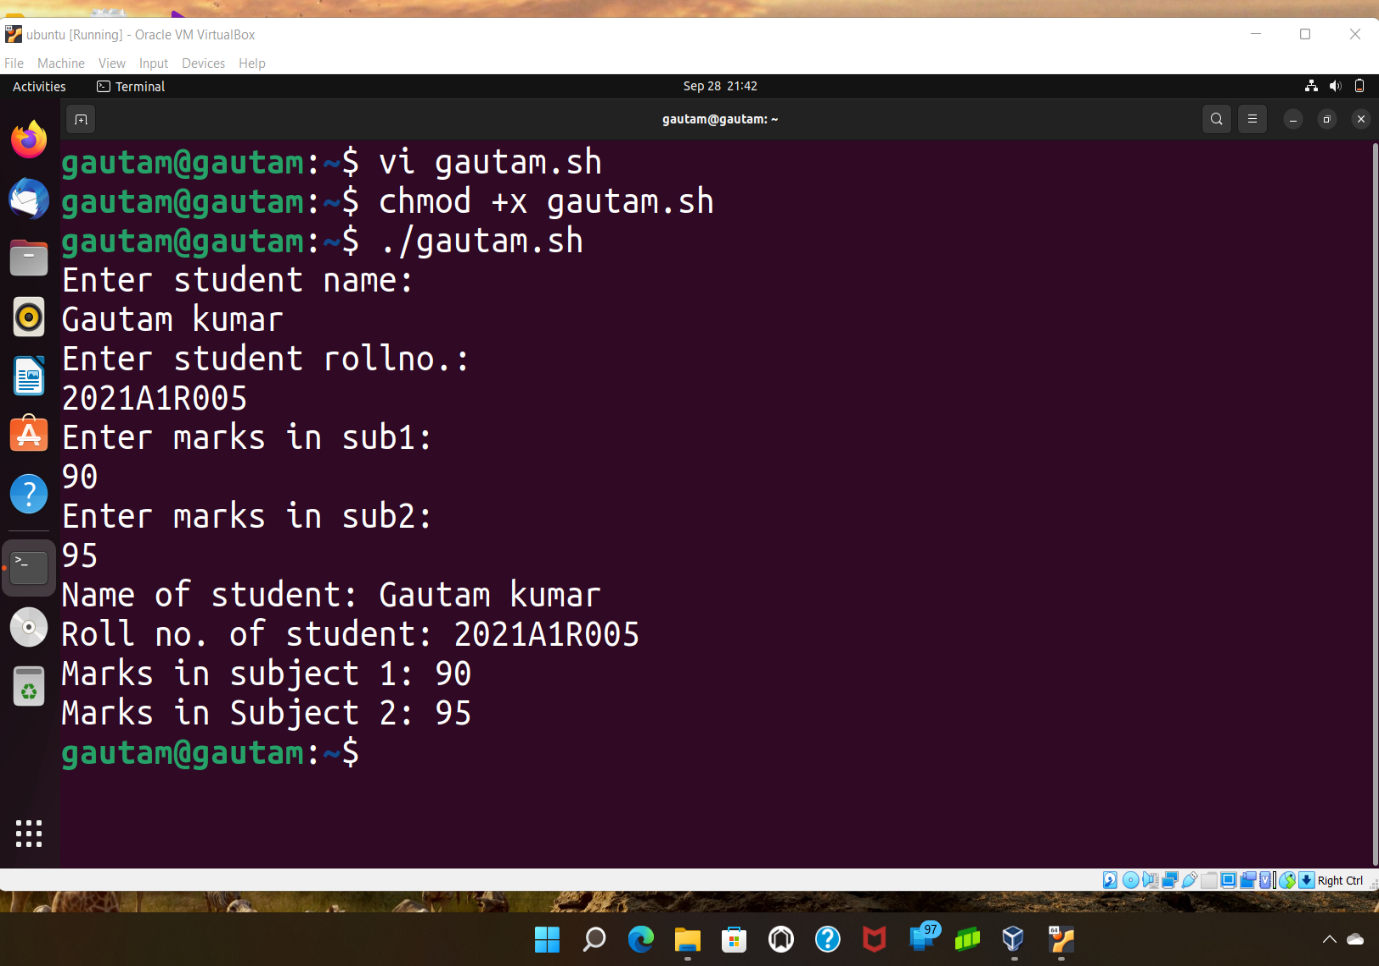 ubuntu [Running] - Oracle VM VirtualBox
File Machine View Input Devices Help
Activities Terminal Sep 28 21:42
gautam@gautam: ~
gautam@gautam:~$ vi gautam.sh
gautam@gautam:~$ chmod +x gautam.sh
gautam@gautam:~$ ./gautam.sh
Enter student name:
Gautam kumar
Enter student rollno.:
2021A1R005
Enter marks in sub1:
90
Enter marks in sub2:
95
Name of student: Gautam kumar
Roll no. of student: 2021A1R005
Marks in subject 1: 90
Marks in Subject 2: 95
gautam@gautam:~$
Right Ctrl
97